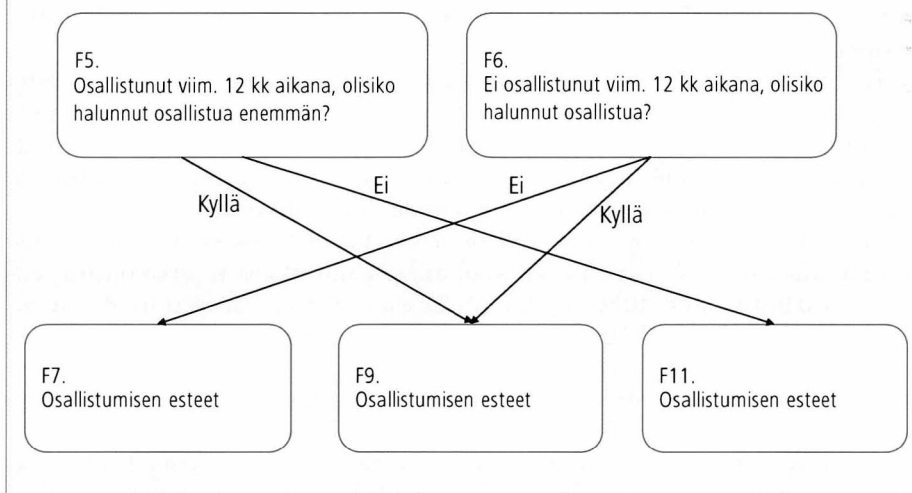 F5.
Osallistunut viim. 12 kk aikana, olisiko
halunnut osallistua enemmän?
F6.
Ei osallistunut viim. 12 kk aikana, olisiko
halunnut osallistua?
Kyllä
Ei
Ei
Kyllä
F7.
Osallistumisen esteet
F9.
Osallistumisen esteet
F11.
Osallistumisen esteet